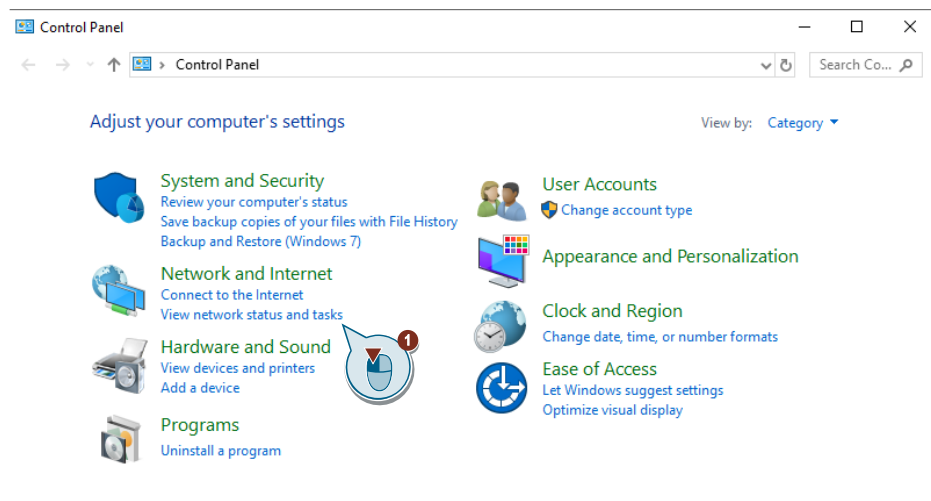 Control Panel
Control Panel
Search Co...
Adjust your computer's settings
View by: Category
System and Security
Review your computer's status
Save backup copies of your files with File History
Backup and Restore (Windows 7)
Network and Internet
Connect to the Internet
View network status and tasks
1
Hardware and Sound
View devices and printers
Add a device
Programs
Uninstall a program
User Accounts
Change account type
Appearance and Personalization
Clock and Region
Change date, time, or number formats
Ease of Access
Let Windows suggest settings
Optimize visual display